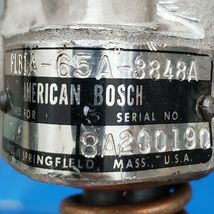 -65A-8848A
AMERICAN BOSCH
SERIAL NO.
8A200190
SPRINGFIELD, MASS., U.S.A.